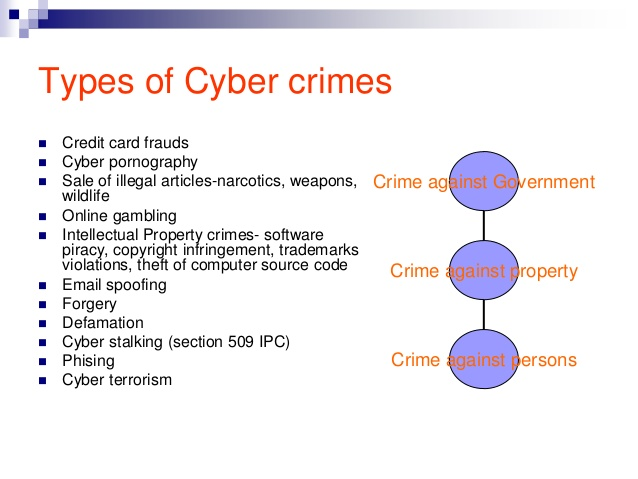 Types of Cyber crimes
Credit card frauds
Cyber pornography
Sale of illegal articles-narcotics, weapons,
wildlife
Online gambling
Intellectual Property crimes- software
piracy, copyright infringement, trademarks
violations, theft of computer source code
Email spoofing
Forgery
Defamation
Cyber stalking (section 509 IPC)
Phising
Cyber terrorism
Crime against Government
Crime against property
Crime against persons